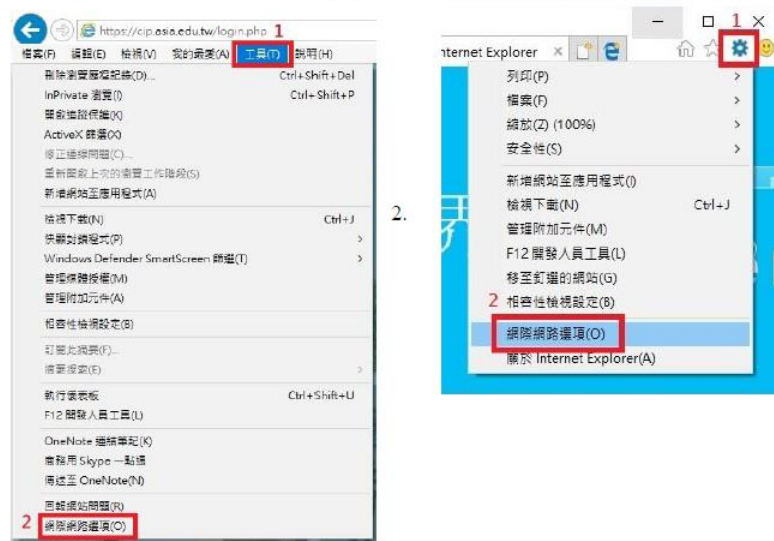 https://cip.asia.edu.tw/login.php 1
檔案(F) 編輯(E) 檢視(V) 我的最愛(A) 工具(T) 說明(H)
刪除瀏覽歷程記錄(D)... Ctrl+Shift+Del
InPrivate 瀏覽(I) Ctrl+Shift+P
開啟追蹤保護(K)
ActiveX 篩選(X)
修正連線問題(C)...
重新開啟上次的瀏覽工作階段(S)
新增網站至應用程式(A)
檢視下載(N) Ctrl+J
快顯封鎖程式(P) >
Windows Defender SmartScreen 篩選(T) >
管理媒體授權(M)
管理附加元件(A)
相容性檢視設定(B)
訂閱此摘要(F)...
摘要探索(E) >
執行儀表板 Ctrl+Shift+U
F12 開發人員工具(L)
OneNote 連結筆記(K)
商務用 Skype 一點通
傳送至 OneNote(N)
回報網站問題(R)
2 網際網路選項(O)
2.
1
nternet Explorer
列印(P) >
檔案(F) >
縮放(Z) (100%) >
安全性(S) >
新增網站至應用程式(I)
檢視下載(N) Ctrl+J
管理附加元件(M)
F12 開發人員工具(L)
移至釘選的網站(G)
2 相容性檢視設定(B)
網際網路選項(O)
關於 Internet Explorer(A)